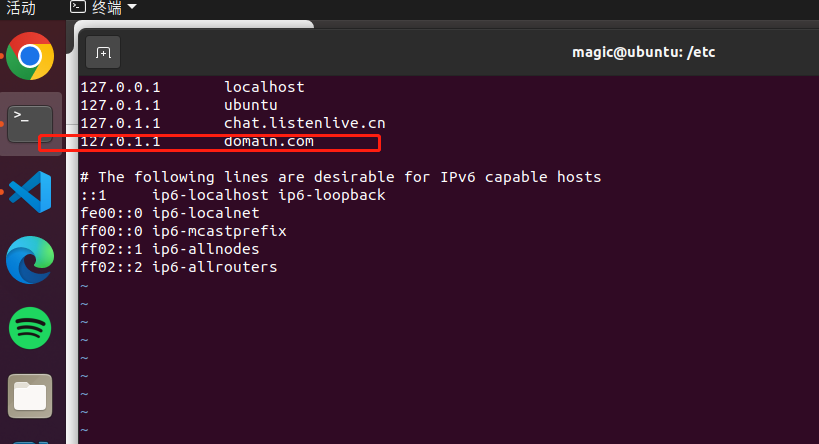 活动 终端
magic@ubuntu: /etc
127.0.0.1 localhost
127.0.1.1 ubuntu
127.0.1.1 chat.listenlive.cn
127.0.1.1 domain.com
# The following lines are desirable for IPv6 capable hosts
::1 ip6-localhost ip6-loopback
fe00::0 ip6-localnet
ff00::0 ip6-mcastprefix
ff02::1 ip6-allnodes
ff02::2 ip6-allrouters
~
~
~
~
~
~
~
~
~